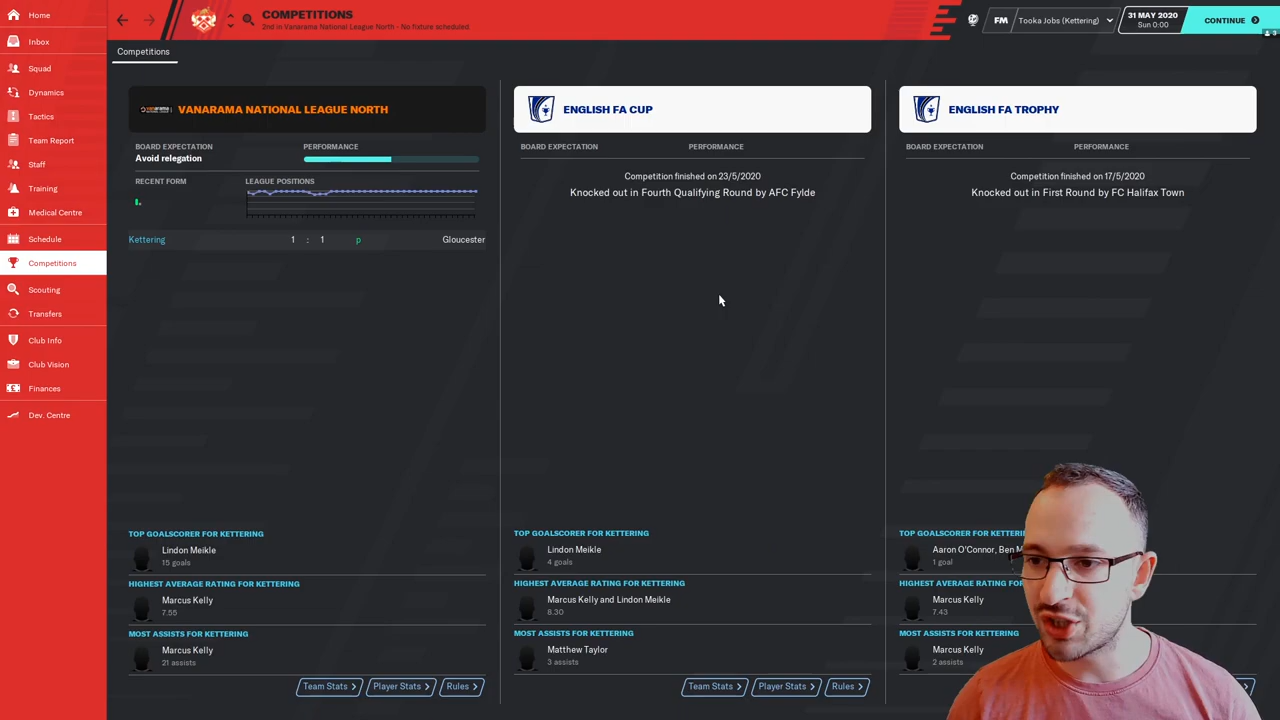 Home
Inbox
Squad
Dynamics
Tactics
Team Report
Staff
Training
Medical Centre
Schedule
Competitions
Scouting
Transfers
Club Info
Club Vision
Finances
Dev. Centre
COMPETITIONS
2nd in Vanarama National League North - No fixture scheduled
FM
Tooka Jobs (Kettering)
31 MAY 2020
Sun 0:00
CONTINUE
3
Competitions
VANARAMA NATIONAL LEAGUE NORTH
BOARD EXPECTATION
PERFORMANCE
Avoid relegation
RECENT FORM
LEAGUE POSITIONS
Kettering 1 : 1 p Gloucester
TOP GOALSCORER FOR KETTERING
Lindon Meikle
15 goals
HIGHEST AVERAGE RATING FOR KETTERING
Marcus Kelly
7.55
MOST ASSISTS FOR KETTERING
Marcus Kelly
21 assists
Team Stats >
Player Stats >
Rules >
ENGLISH FA CUP
BOARD EXPECTATION
PERFORMANCE
Competition finished on 23/5/2020
Knocked out in Fourth Qualifying Round by AFC Fylde
TOP GOALSCORER FOR KETTERING
Lindon Meikle
4 goals
HIGHEST AVERAGE RATING FOR KETTERING
Marcus Kelly and Lindon Meikle
8.30
MOST ASSISTS FOR KETTERING
Matthew Taylor
3 assists
Team Stats >
Player Stats >
Rules >
ENGLISH FA TROPHY
BOARD EXPECTATION
PERFORMANCE
Competition finished on 17/5/2020
Knocked out in First Round by FC Halifax Town
TOP GOALSCORER FOR KETTERIN
Aaron O'Connor, Ben M
1 goal
HIGHEST AVERAGE RATING FO
Marcus Kelly
7.43
MOST ASSISTS FOR KETTERING
Marcus Kelly
2 assists